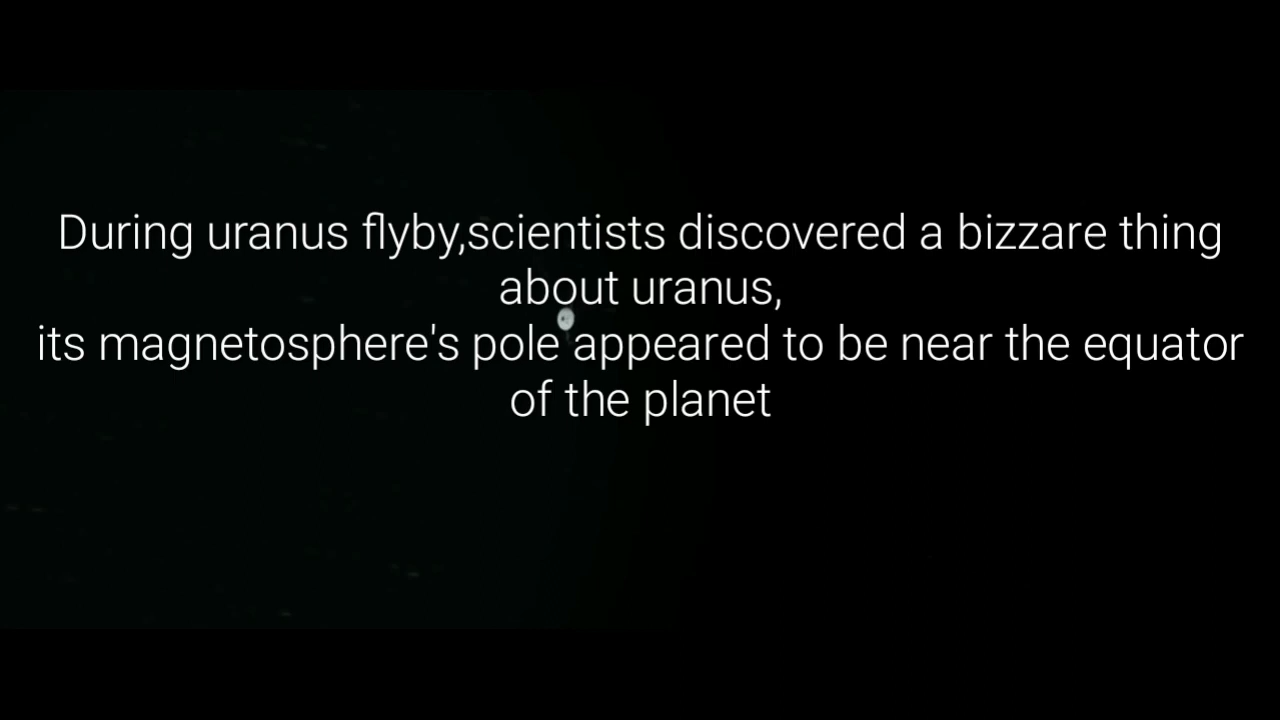 During uranus flyby,scientists discovered a bizzare thing
about uranus,
its magnetosphere's pole appeared to be near the equator
of the planet